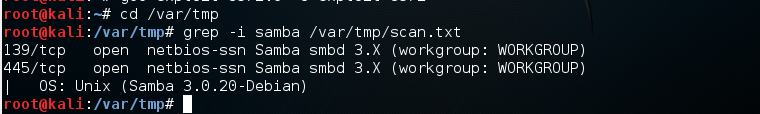 root@kali:~# cd /var/tmp
root@kali:/var/tmp# grep -i samba /var/tmp/scan.txt
139/tcp   open  netbios-ssn Samba smbd 3.X (workgroup: WORKGROUP)
445/tcp   open  netbios-ssn Samba smbd 3.X (workgroup: WORKGROUP)
|   OS: Unix (Samba 3.0.20-Debian)
root@kali:/var/tmp#